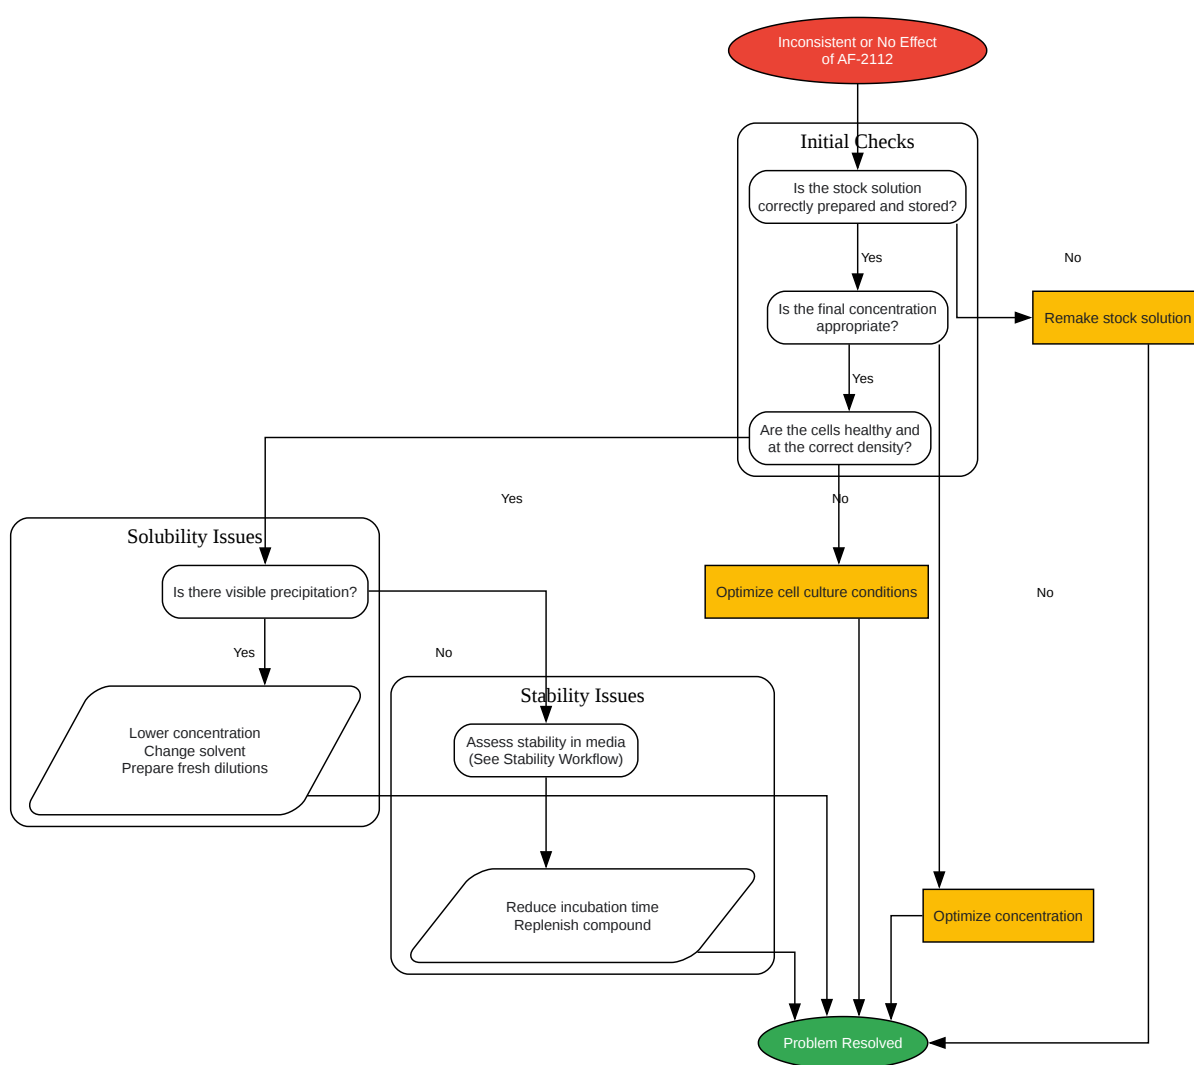 Inconsistent or No Effect
of AF-2112
Initial Checks
Is the stock solution
correctly prepared and stored?
Yes
No
Is the final concentration
appropriate?
Remake stock solution
Yes
Are the cells healthy and
at the correct density?
Yes
No
Solubility Issues
Is there visible precipitation?
Optimize cell culture conditions
No
Yes
No
Stability Issues
Lower concentration
Change solvent
Prepare fresh dilutions
Assess stability in media
(See Stability Workflow)
Reduce incubation time
Replenish compound
Optimize concentration
Problem Resolved